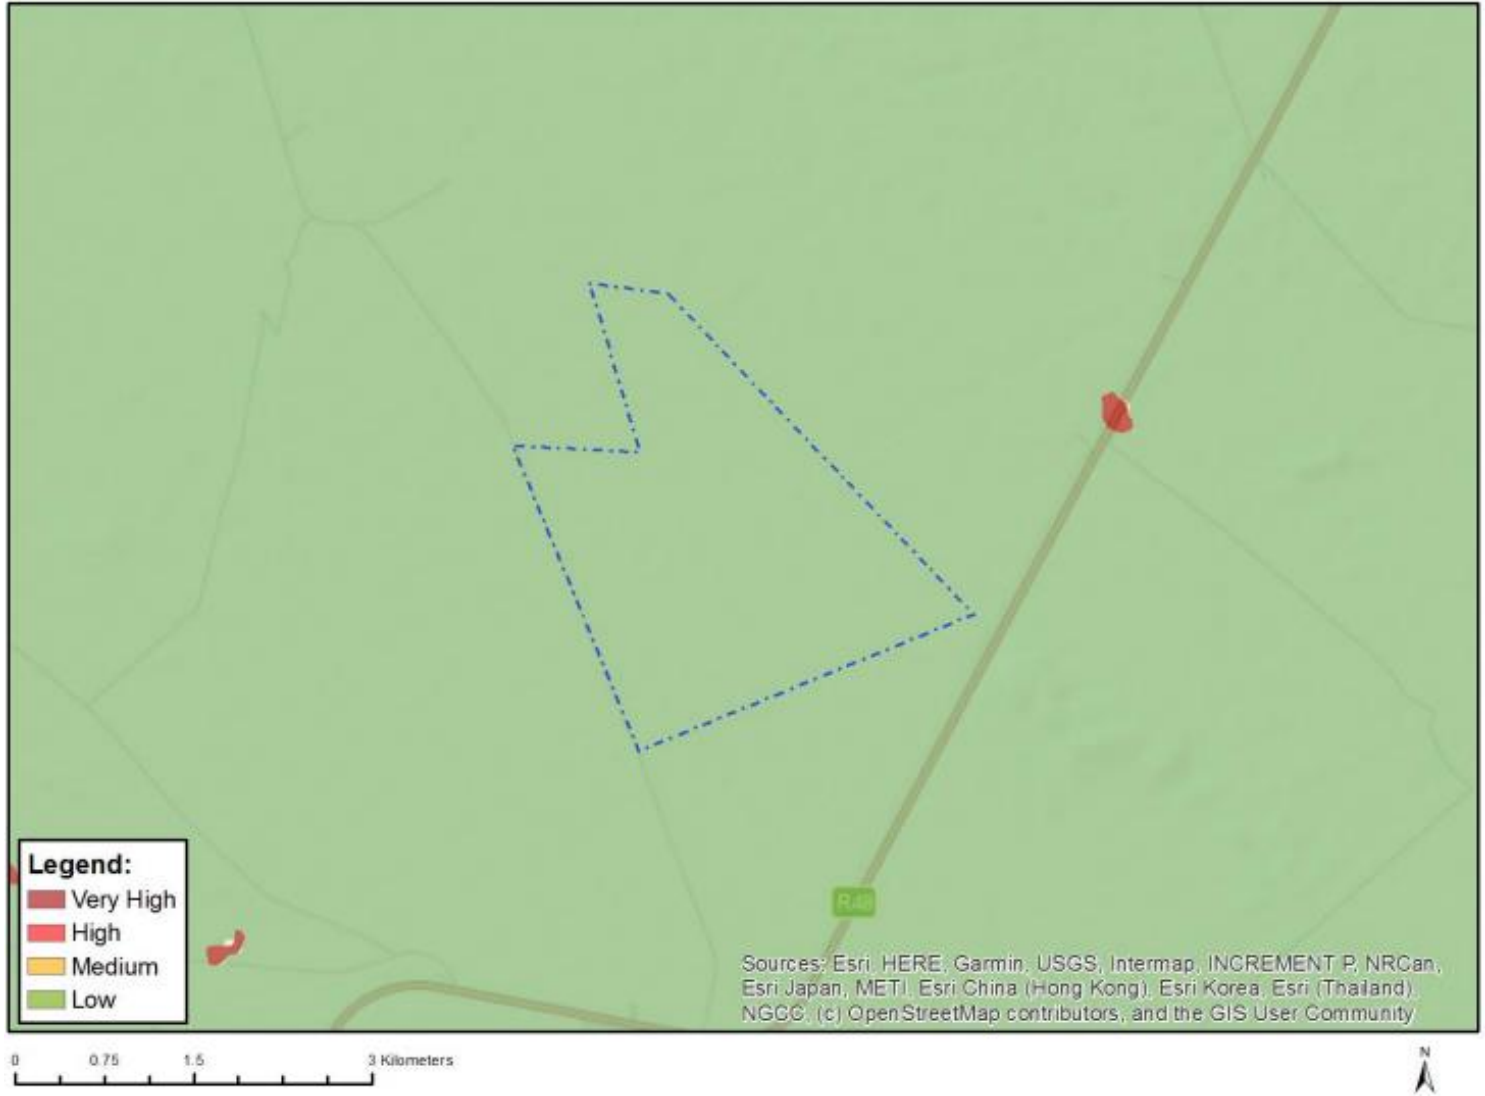 R48
Legend:
Very High
High
Medium
Low
Sources: Esri, HERE, Garmin, USGS, Intermap, INCREMENT P, NRCan,
Esri Japan, METI, Esri China (Hong Kong), Esri Korea, Esri (Thailand),
NGCC, (c) OpenStreetMap contributors, and the GIS User Community
0 0.75 1.5 3 Kilometers
N